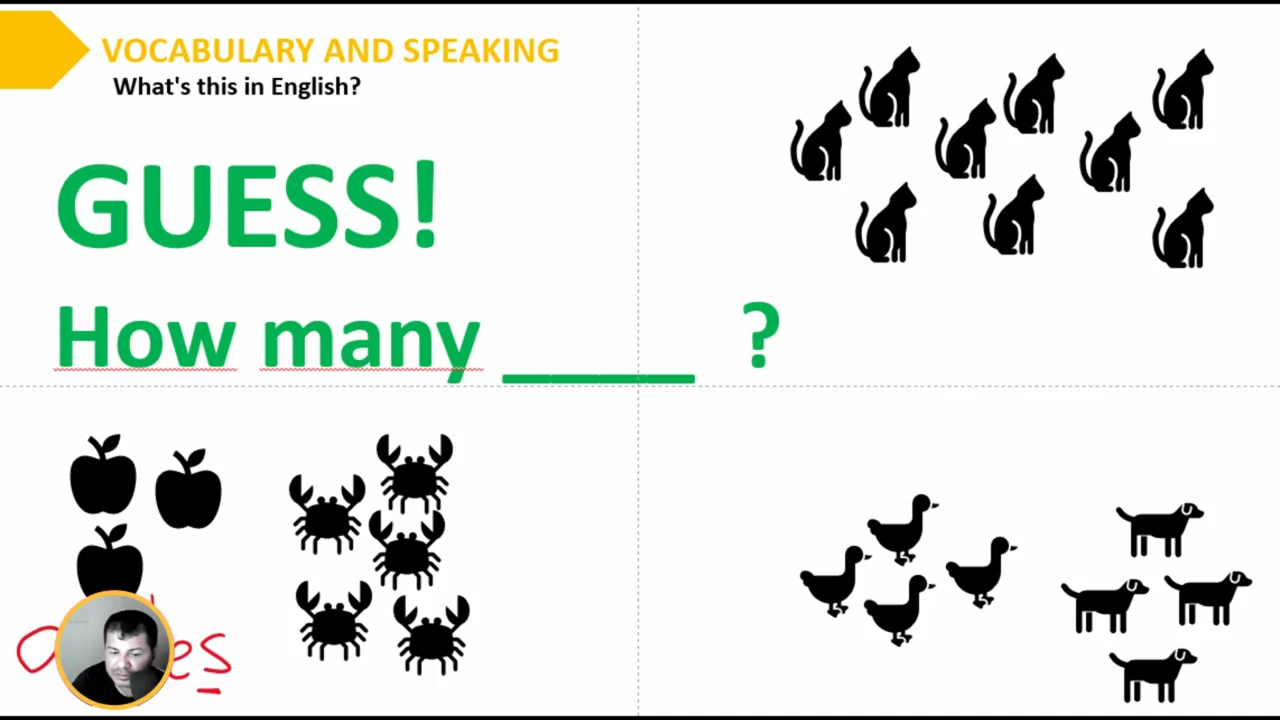 VOCABULARY AND SPEAKING
What's this in English?
GUESS!
How many ____ ?